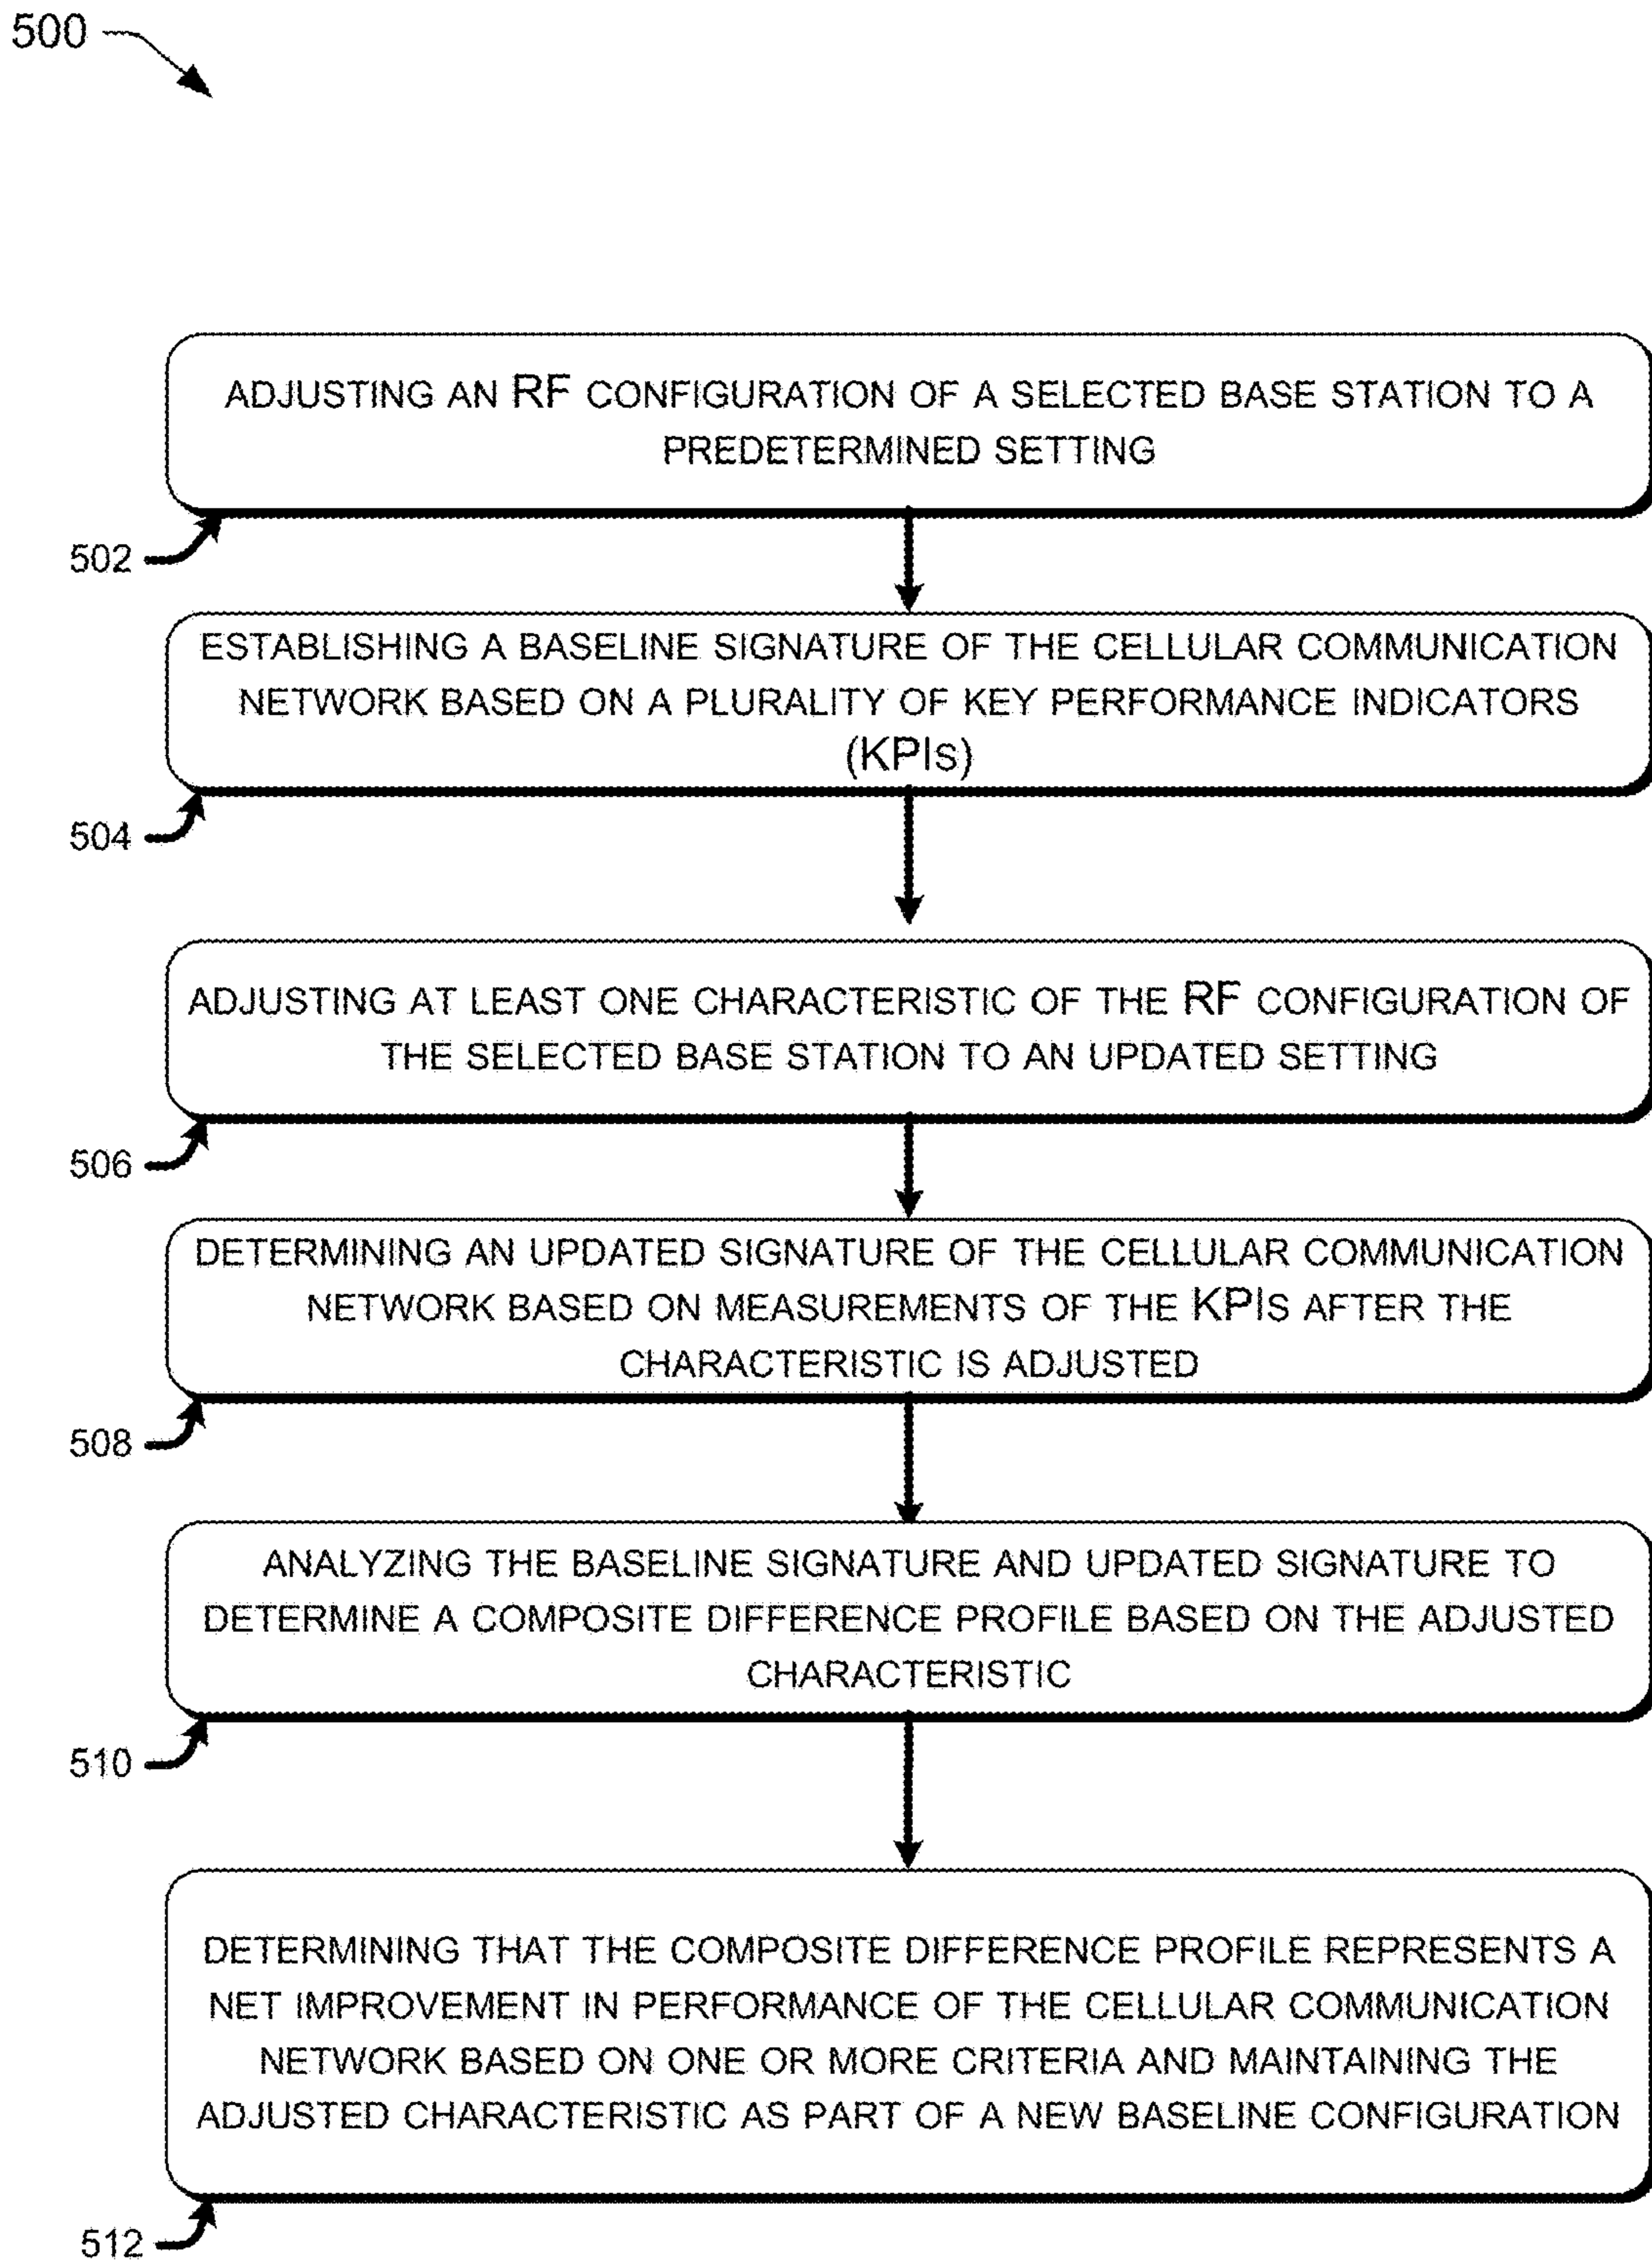 500
ADJUSTING AN RF CONFIGURATION OF A SELECTED BASE STATION TO A
PREDETERMINED SETTING
502
ESTABLISHING A BASELINE SIGNATURE OF THE CELLULAR COMMUNICATION
NETWORK BASED ON A PLURALITY OF KEY PERFORMANCE INDICATORS
(KPIS)
504
ADJUSTING AT LEAST ONE CHARACTERISTIC OF THE RF CONFIGURATION OF
THE SELECTED BASE STATION TO AN UPDATED SETTING
506
DETERMINING AN UPDATED SIGNATURE OF THE CELLULAR COMMUNICATION
NETWORK BASED ON MEASUREMENTS OF THE KPIS AFTER THE
CHARACTERISTIC IS ADJUSTED
508
ANALYZING THE BASELINE SIGNATURE AND UPDATED SIGNATURE TO
DETERMINE A COMPOSITE DIFFERENCE PROFILE BASED ON THE ADJUSTED
CHARACTERISTIC
510
DETERMINING THAT THE COMPOSITE DIFFERENCE PROFILE REPRESENTS A
NET IMPROVEMENT IN PERFORMANCE OF THE CELLULAR COMMUNICATION
NETWORK BASED ON ONE OR MORE CRITERIA AND MAINTAINING THE
ADJUSTED CHARACTERISTIC AS PART OF A NEW BASELINE CONFIGURATION
512